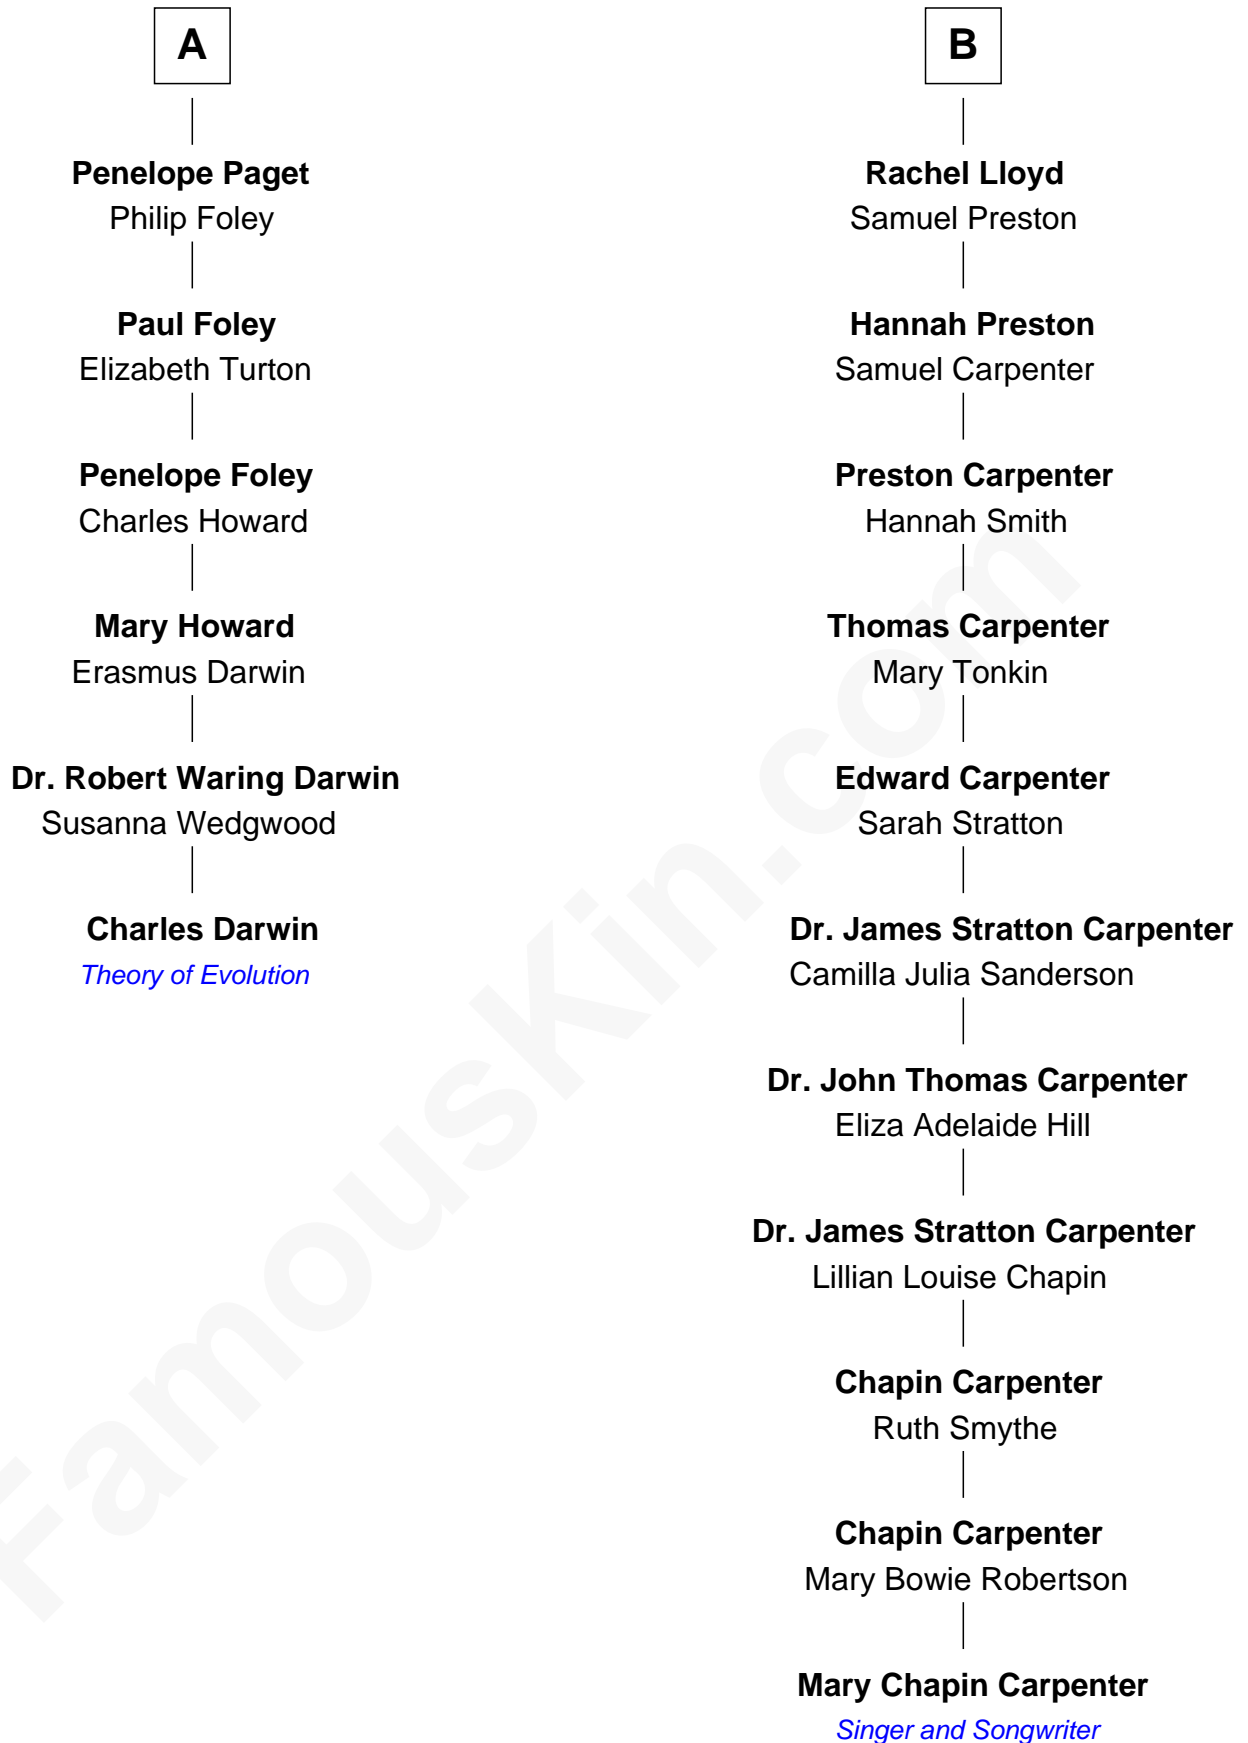 A
Penelope Paget
Philip Foley
Paul Foley
Elizabeth Turton
Penelope Foley
Charles Howard
Mary Howard
Erasmus Darwin
Dr. Robert Waring Darwin
Susanna Wedgwood
Charles Darwin
Theory of Evolution
B
Rachel Lloyd
Samuel Preston
Hannah Preston
Samuel Carpenter
Preston Carpenter
Hannah Smith
Thomas Carpenter
Mary Tonkin
Edward Carpenter
Sarah Stratton
Dr. James Stratton Carpenter
Camilla Julia Sanderson
Dr. John Thomas Carpenter
Eliza Adelaide Hill
Dr. James Stratton Carpenter
Lillian Louise Chapin
Chapin Carpenter
Ruth Smythe
Chapin Carpenter
Mary Bowie Robertson
Mary Chapin Carpenter
Singer and Songwriter
FamousKin.com